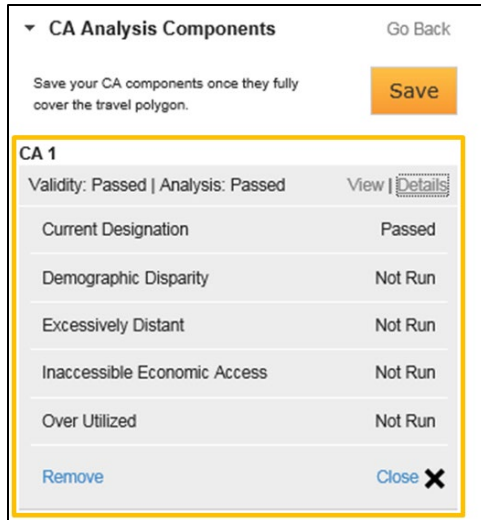 CA Analysis Components Go Back
Save your CA components once they fully
cover the travel polygon.
Save
CA 1
Validity: Passed | Analysis: Passed View | Details
Current Designation Passed
Demographic Disparity Not Run
Excessively Distant Not Run
Inaccessible Economic Access Not Run
Over Utilized Not Run
Remove Close